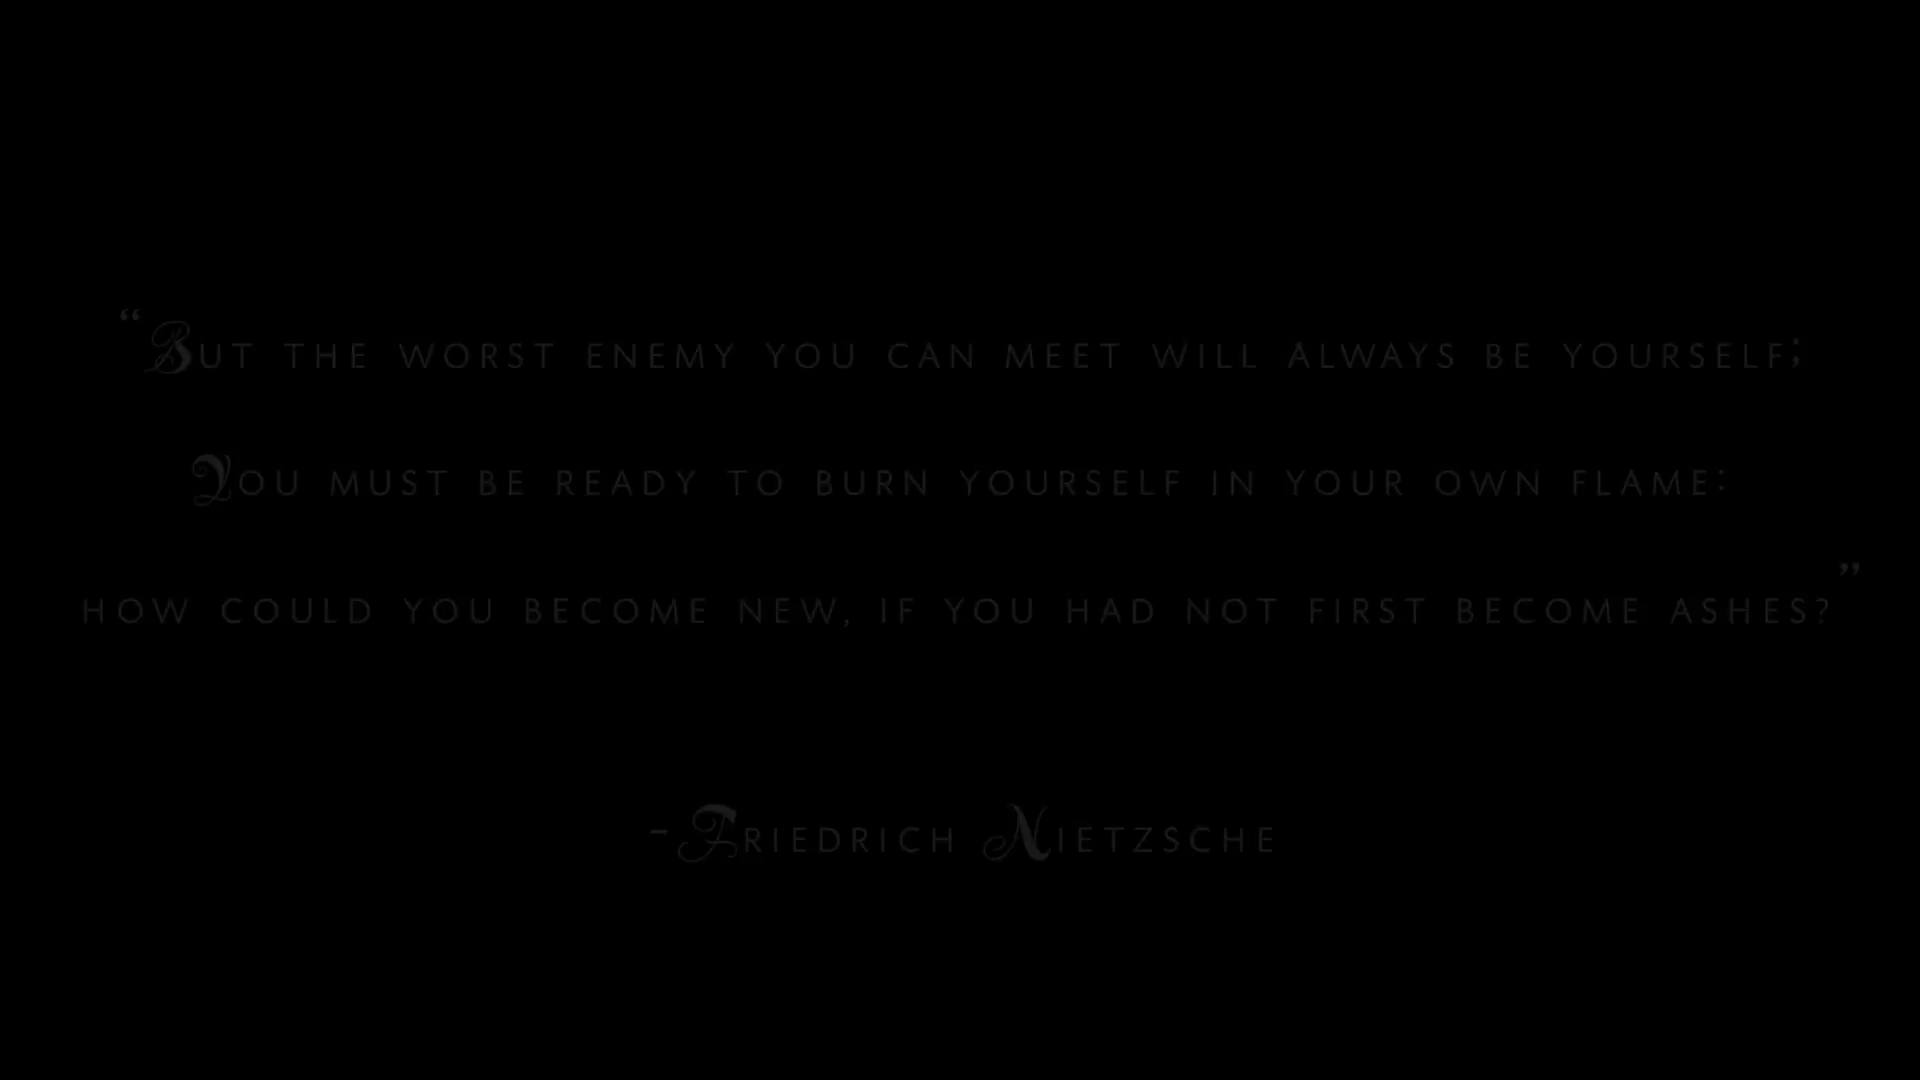 “But the worst enemy you can meet will always be yourself;
You must be ready to burn yourself in your own flame:
how could you become new, if you had not first become ashes?”
-Friedrich Nietzsche